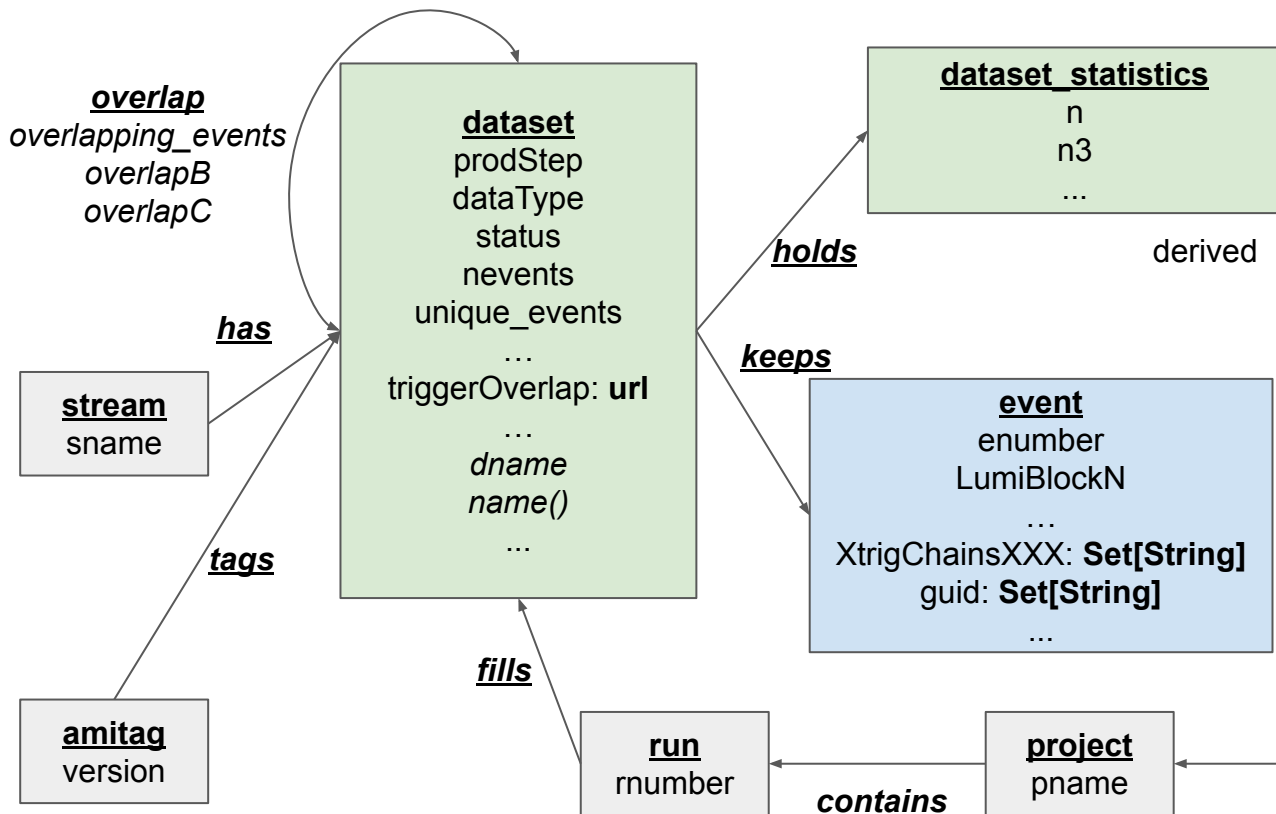 overlap
overlapping_events
overlapB
overlapC
dataset
prodStep
dataType
status
nevents
unique_events
…
triggerOverlap: url
…
dname
name()
...
dataset_statistics
n
n3
...
holds
derived
has
keeps
stream
sname
event
enumber
LumiBlockN
…
XtrigChainsXXX: Set[String]
guid: Set[String]
...
tags
fills
amitag
version
run
rnumber
project
pname
contains